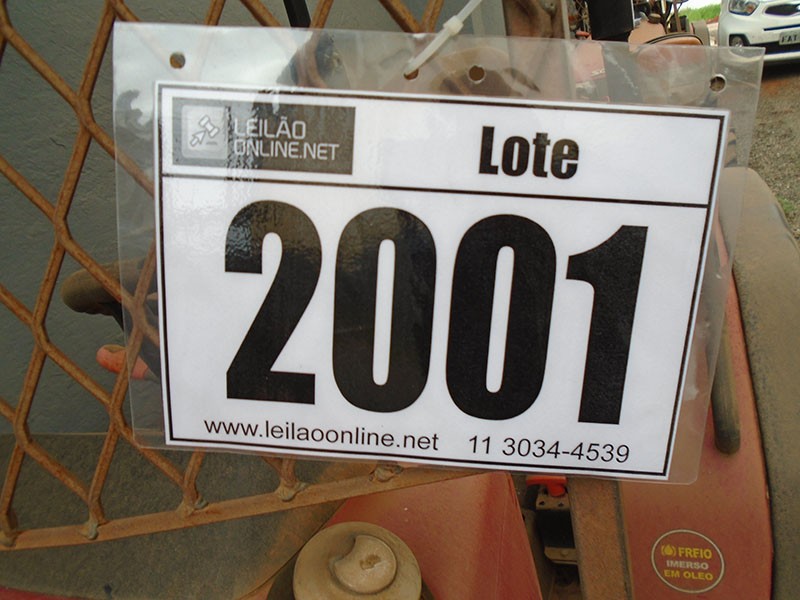 LEILÃO
ONLINE.NET
Lote
2001
www.leilaoonline.net 11 3034-4539
FREIO
IMERSO
EM OLEO